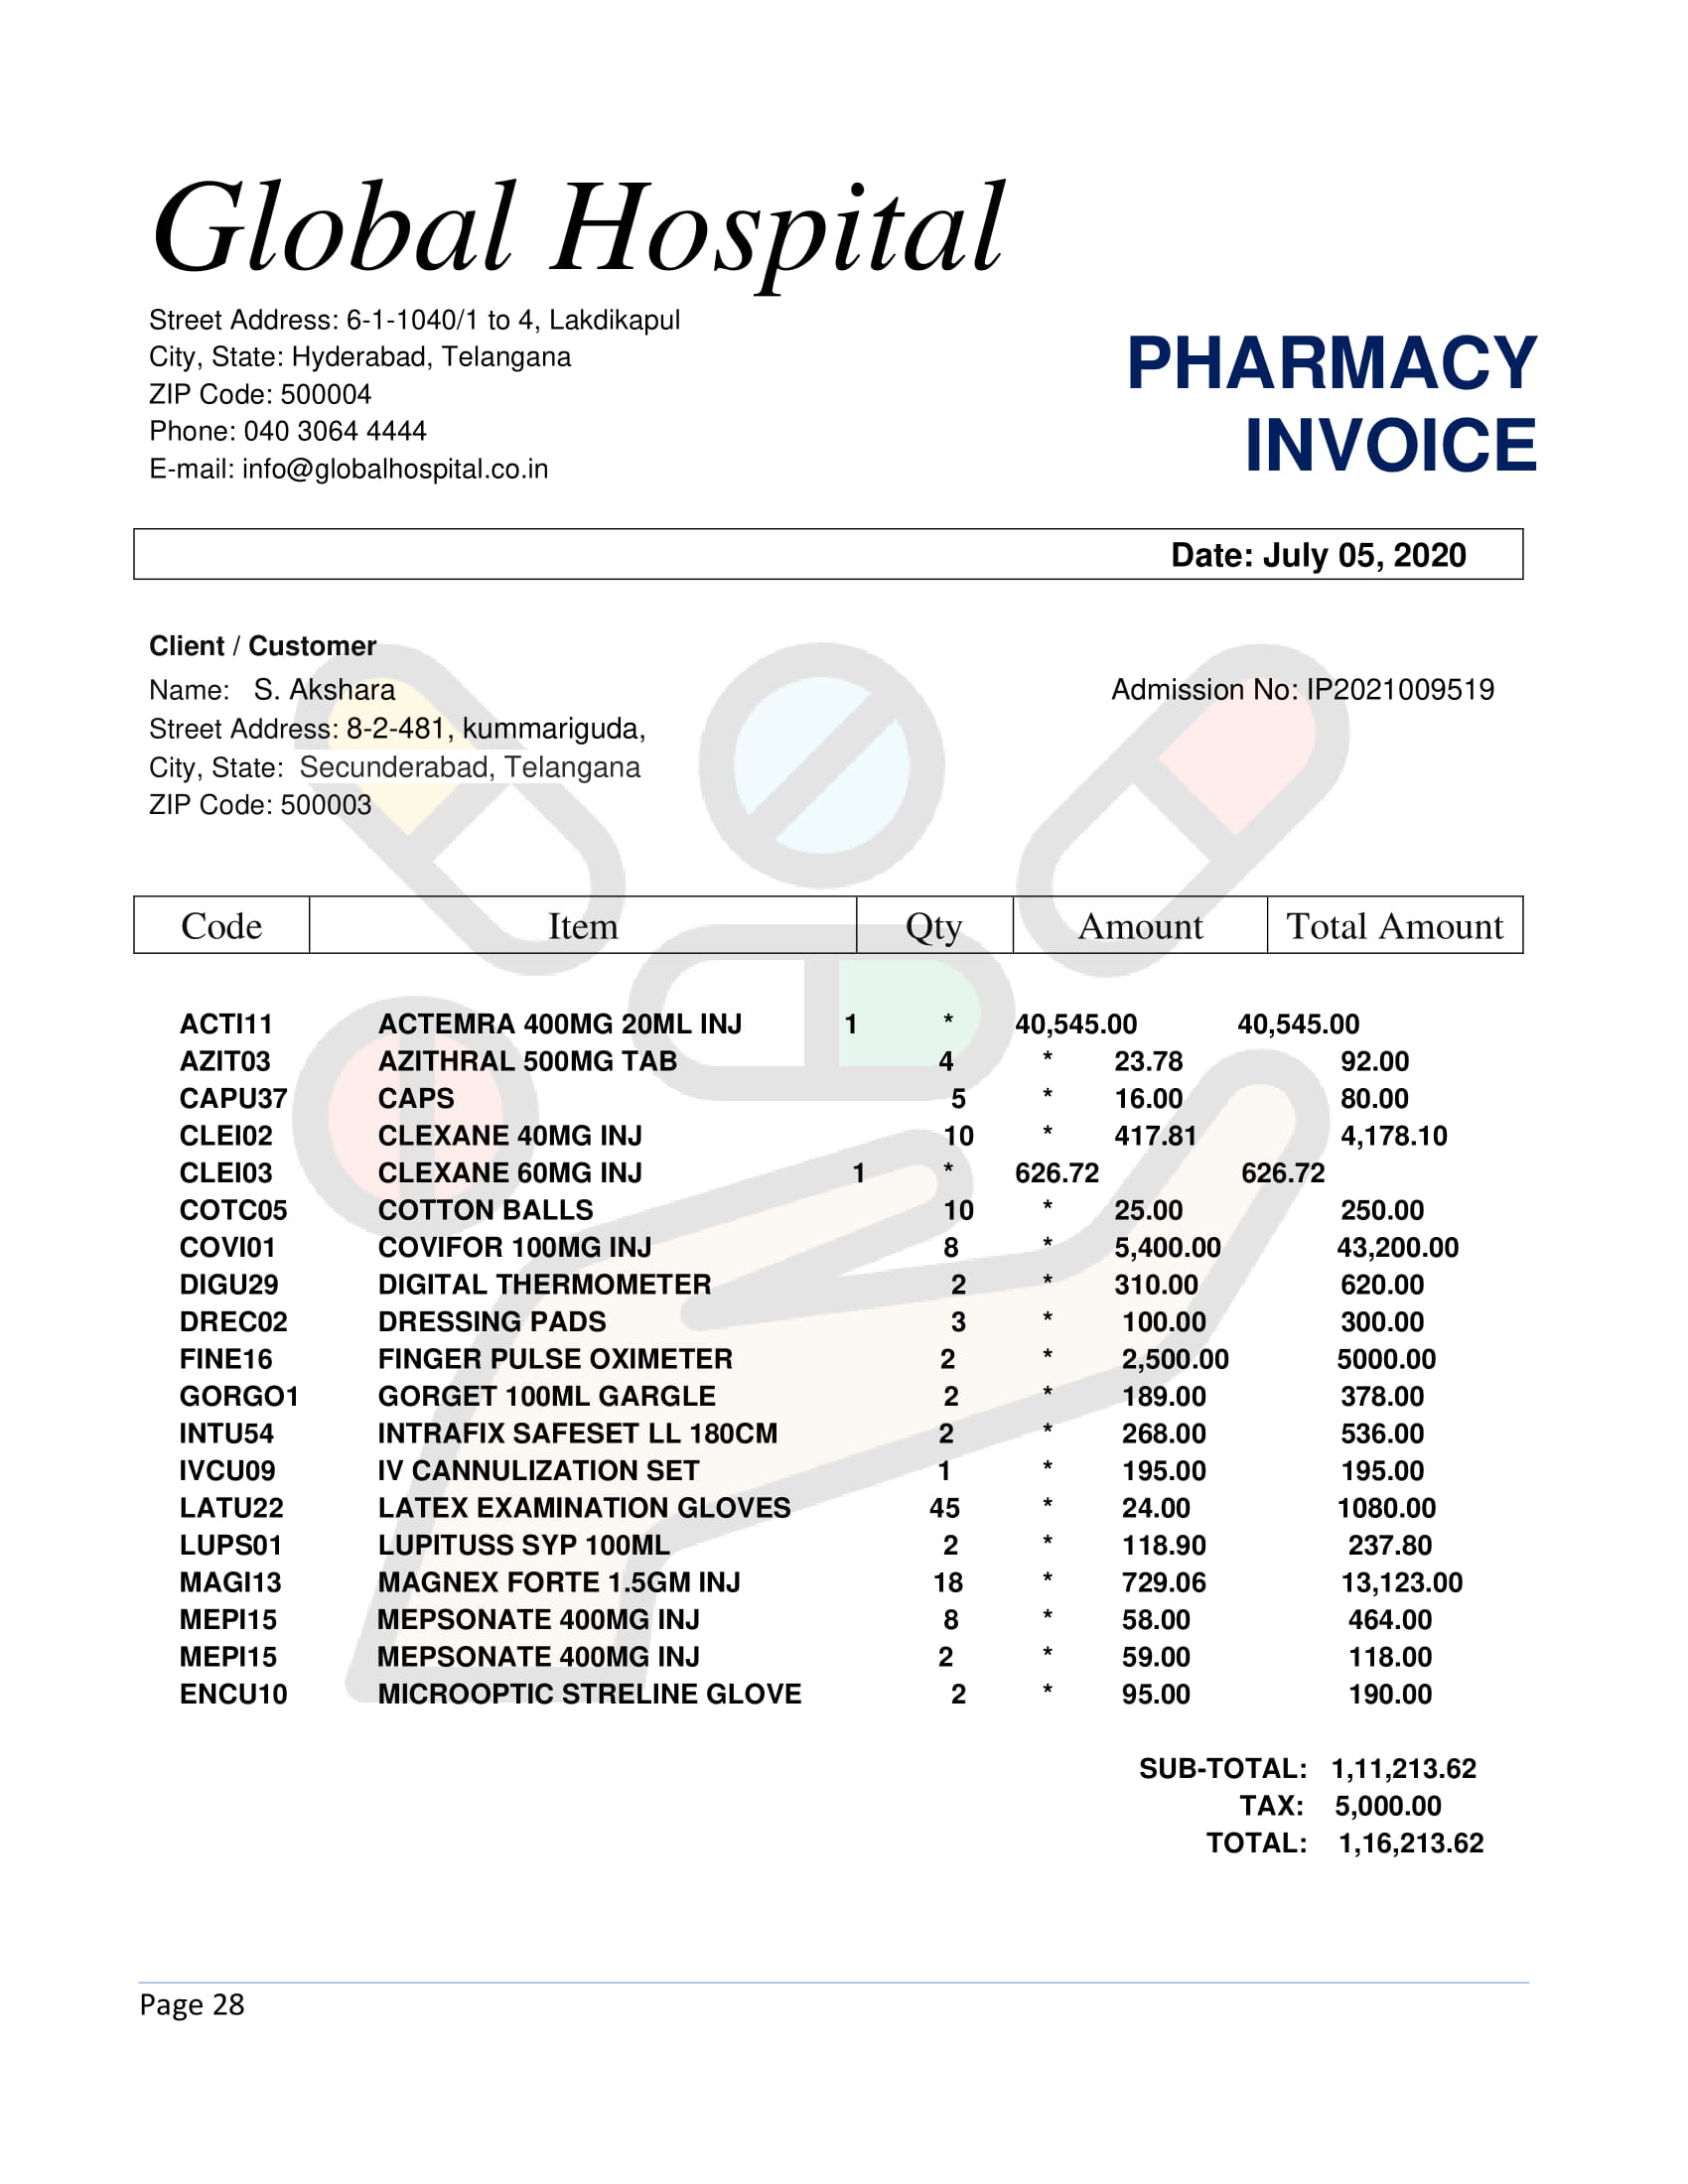 Global Hospital
Street Address: 6-1-1040/1 to 4, Lakdikapul
City, State: Hyderabad, Telangana
ZIP Code: 500004
Phone: 040 3064 4444
E-mail: info@globalhospital.co.in
PHARMACY
INVOICE
Date: July 05, 2020
Client / Customer
Name: S. Akshara Admission No: IP2021009519
Street Address: 8-2-481, kummariguda,
City, State: Secunderabad, Telangana
ZIP Code: 500003
Code Item Qty Amount Total Amount
ACTI11 ACTEMRA 400MG 20ML INJ 1 * 40,545.00 40,545.00
AZIT03 AZITHRAL 500MG TAB 4 * 23.78 92.00
CAPU37 CAPS 5 * 16.00 80.00
CLEI02 CLEXANE 40MG INJ 10 * 417.81 4,178.10
CLEI03 CLEXANE 60MG INJ 1 * 626.72 626.72
COTC05 COTTON BALLS 10 * 25.00 250.00
COVI01 COVIFOR 100MG INJ 8 * 5,400.00 43,200.00
DIGU29 DIGITAL THERMOMETER 2 * 310.00 620.00
DREC02 DRESSING PADS 3 * 100.00 300.00
FINE16 FINGER PULSE OXIMETER 2 * 2,500.00 5000.00
GORGO1 GORGET 100ML GARGLE 2 * 189.00 378.00
INTU54 INTRAFIX SAFESET LL 180CM 2 * 268.00 536.00
IVCU09 IV CANNULIZATION SET 1 * 195.00 195.00
LATU22 LATEX EXAMINATION GLOVES 45 * 24.00 1080.00
LUPS01 LUPITUSS SYP 100ML 2 * 118.90 237.80
MAGI13 MAGNEX FORTE 1.5GM INJ 18 * 729.06 13,123.00
MEPI15 MEPSONATE 400MG INJ 8 * 58.00 464.00
MEPI15 MEPSONATE 400MG INJ 2 * 59.00 118.00
ENCU10 MICROOPTIC STRELINE GLOVE 2 * 95.00 190.00
SUB-TOTAL: 1,11,213.62
TAX: 5,000.00
TOTAL: 1,16,213.62
Page 28